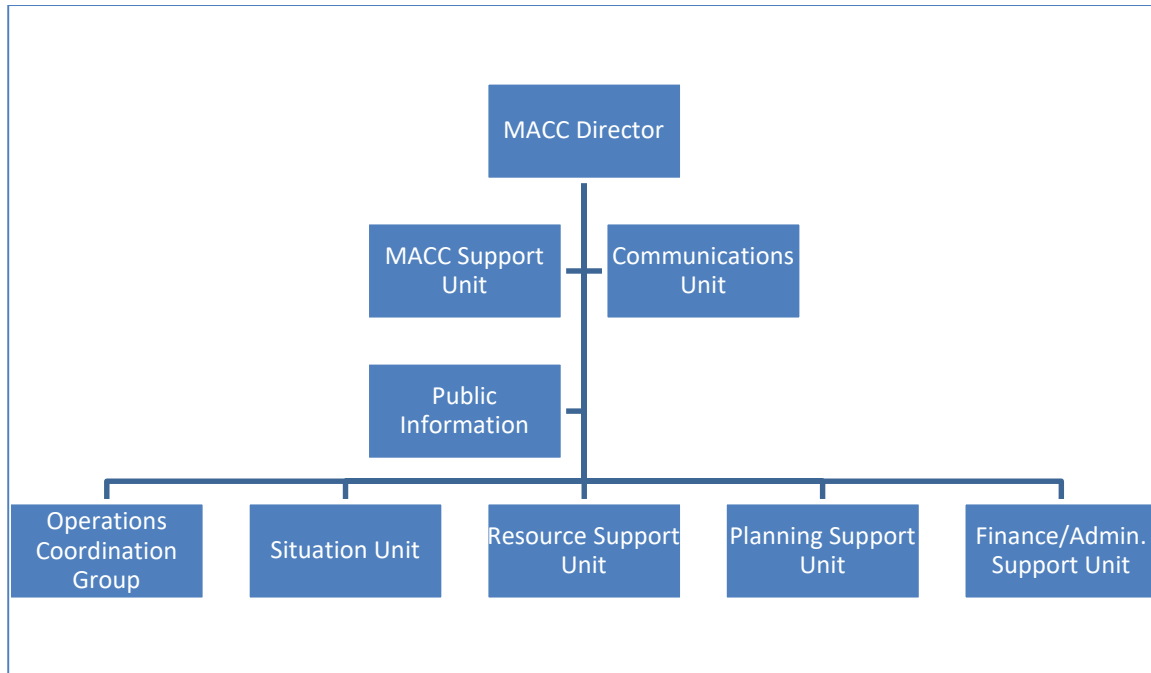 MACC Director
MACC Support
Unit
Communications
Unit
Public
Information
Operations
Coordination
Group
Situation Unit
Resource Support
Unit
Planning Support
Unit
Finance/Admin.
Support Unit